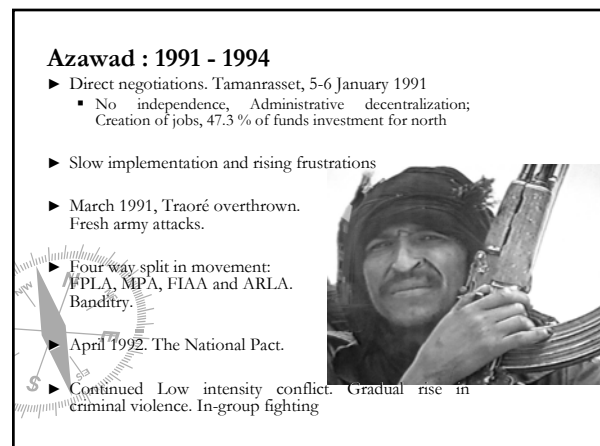 Azawad : 1991 - 1994
► Direct negotiations. Tamanrasset, 5-6 January 1991
▪ No independence, Administrative decentralization;
Creation of jobs, 47.3 % of funds investment for north
► Slow implementation and rising frustrations
► March 1991, Traoré overthrown.
Fresh army attacks.
► Four way split in movement:
FPLA, MPA, FIAA and ARLA.
Banditry.
► April 1992. The National Pact.
► Continued Low intensity conflict. Gradual rise in
criminal violence. In-group fighting
NW
N
E
SE
S